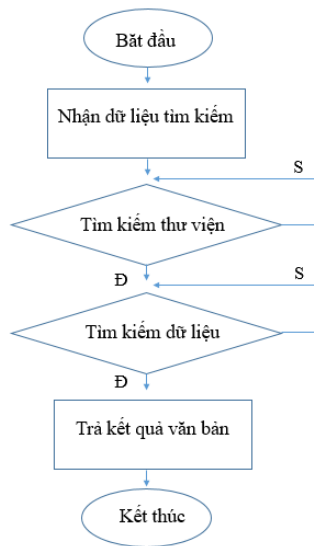 Băt đầu
Nhận dữ liệu tìm kiếm
S
Tìm kiếm thư viện
Đ
S
Tìm kiếm dữ liệu
Đ
Trả kết quả văn bản
Kết thúc